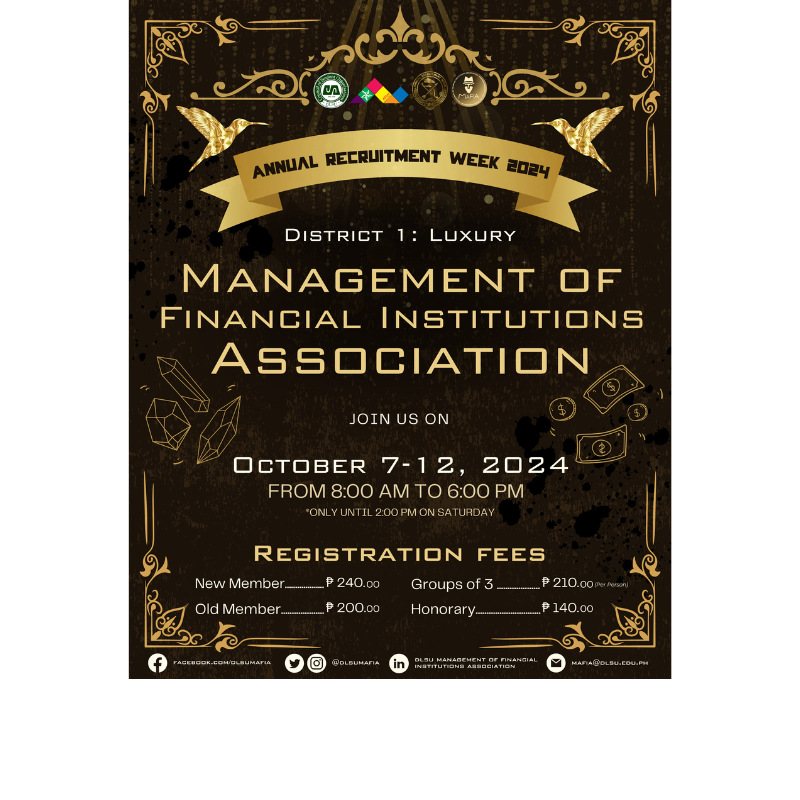 ANNUAL RECRUITMENT WEEK 2024
DISTRICT 1: LUXURY
MANAGEMENT OF
FINANCIAL INSTITUTIONS
ASSOCIATION
JOIN US ON
OCTOBER 7-12, 2024
FROM 8:00 AM TO 6:00 PM
*ONLY UNTIL 2:00 PM ON SATURDAY
REGISTRATION FEES
New Member..................₱ 240.00 Groups of 3 ..................₱ 210.00 (Per Person)
Old Member..................₱ 200.00 Honorary..................₱ 140.00
FACEBOOK.COM/DLSUMAFIA @DLSUMAFIA DLSU MANAGEMENT OF FINANCIAL INSTITUTIONS ASSOCIATION MAFIA@DLSU.EDU.PH